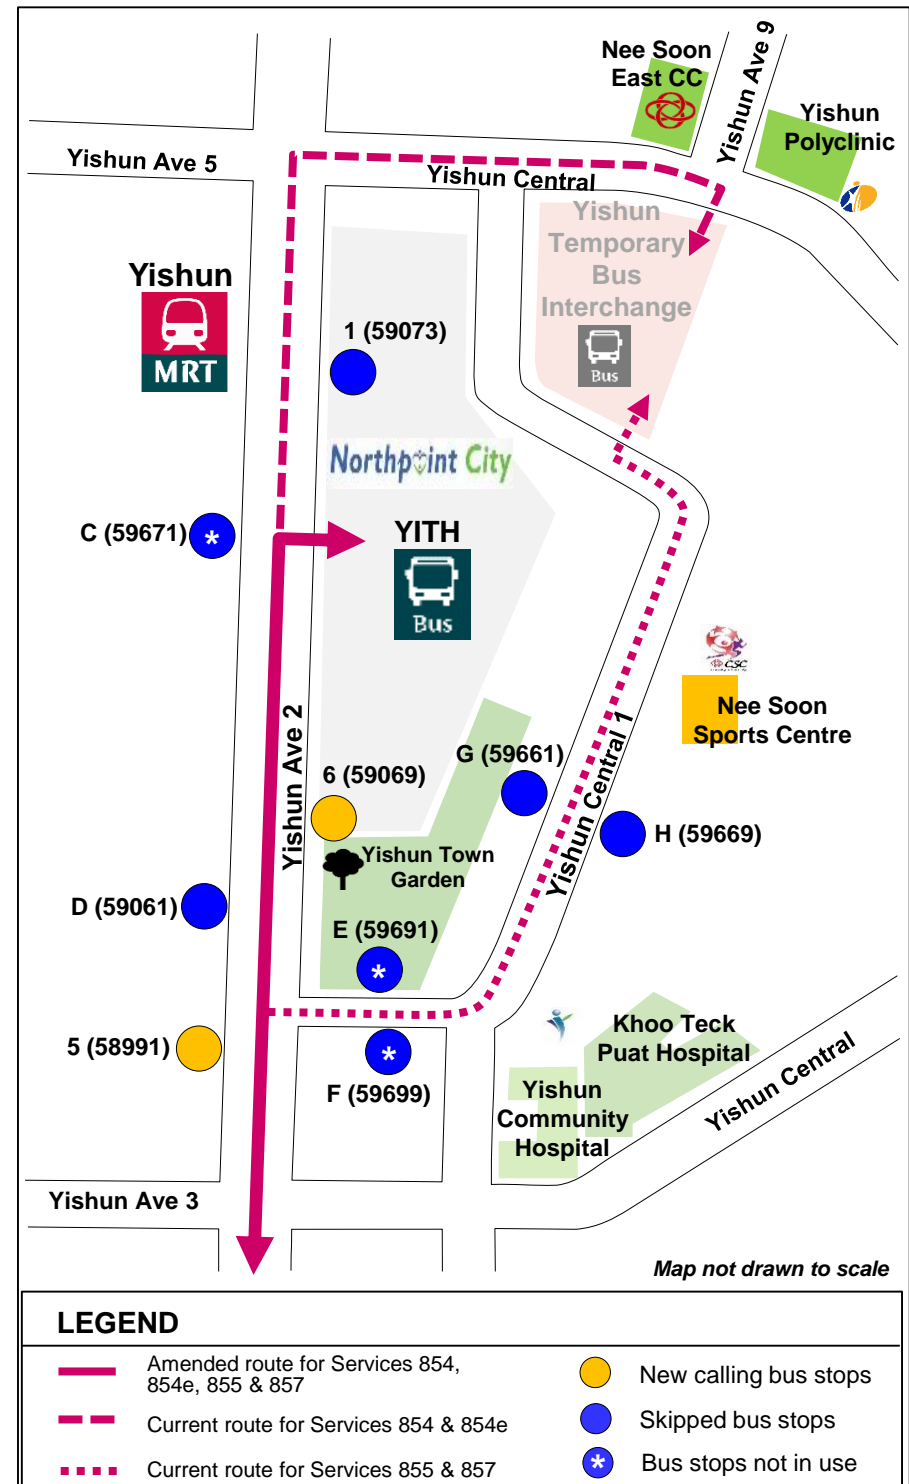 Nee Soon
East CC
Yishun Ave 9
Yishun
Polyclinic
Yishun Ave 5
Yishun Central
Yishun
Temporary
Bus
Interchange
Bus
Yishun
MRT
1 (59073)
Northpoint City
C (59671)
*
YITH
Bus
CSC
Nee Soon
Sports Centre
Yishun Ave 2
Yishun Central 1
G (59661)
6 (59069)
H (59669)
Yishun Town
Garden
D (59061)
E (59691)
*
5 (58991)
*
F (59699)
Khoo Teck
Puat Hospital
Yishun
Community
Hospital
Yishun Central
Yishun Ave 3
Map not drawn to scale
LEGEND
Amended route for Services 854,
854e, 855 & 857
New calling bus stops
Current route for Services 854 & 854e
Skipped bus stops
Current route for Services 855 & 857
* Bus stops not in use